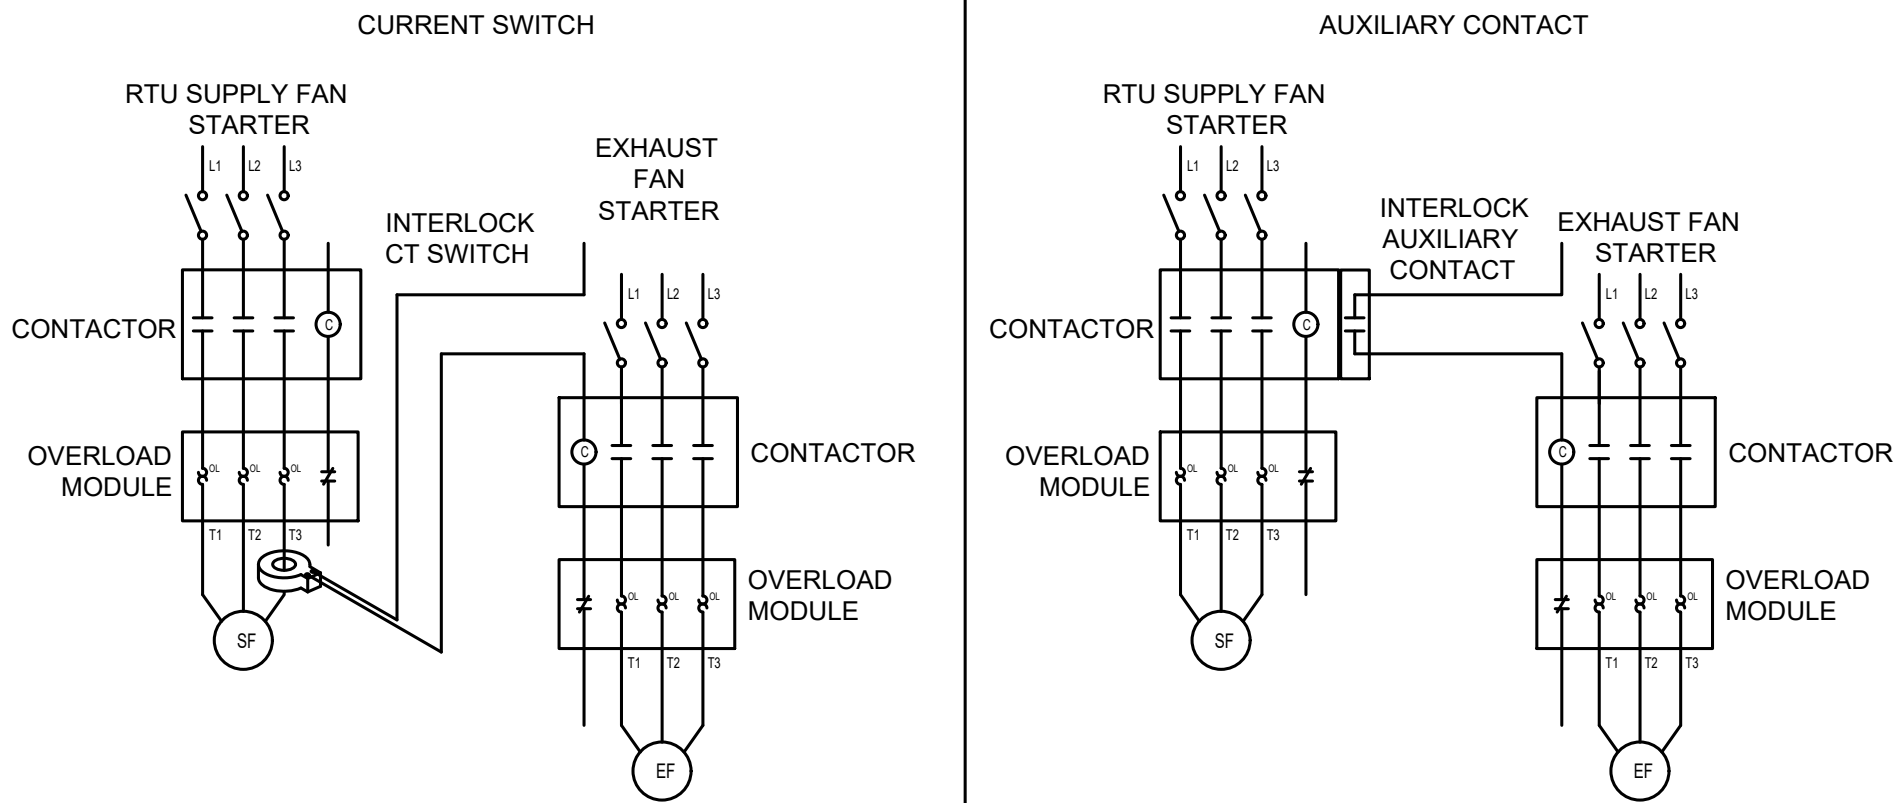 CURRENT SWITCH
RTU SUPPLY FAN
STARTER
L1 L2 L3
EXHAUST
FAN
STARTER
INTERLOCK
CT SWITCH
L1 L2 L3
CONTACTOR
C
C
CONTACTOR
OVERLOAD
MODULE
OL OL OL
T1 T2 T3
OVERLOAD
MODULE
OL OL OL
SF
T1 T2 T3
EF
AUXILIARY CONTACT
RTU SUPPLY FAN
STARTER
L1 L2 L3
INTERLOCK
AUXILIARY
CONTACT
EXHAUST FAN
STARTER
L1 L2 L3
CONTACTOR
C
C
CONTACTOR
OVERLOAD
MODULE
OL OL OL
T1 T2 T3
OVERLOAD
MODULE
OL OL OL
SF
T1 T2 T3
EF